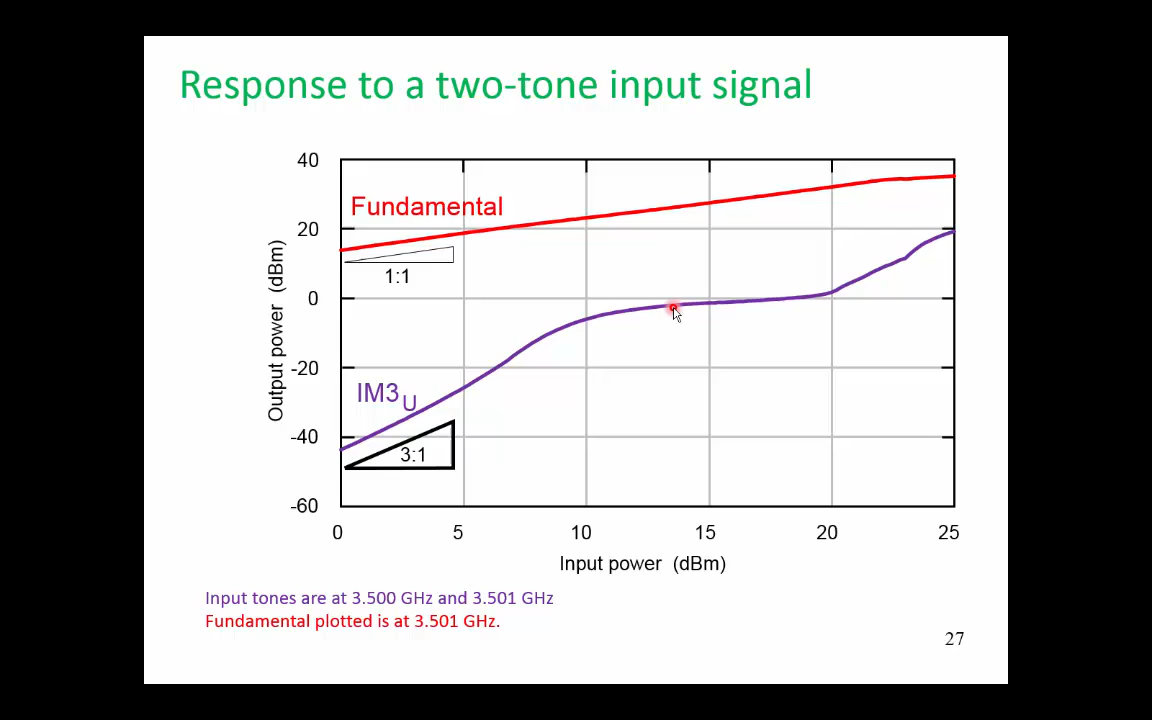 Response to a two-tone input signal
40
20
0
-20
-40
-60
Output power (dBm)
Fundamental
1:1
IM3U
3:1
0 5 10 15 20 25
Input power (dBm)
Input tones are at 3.500 GHz and 3.501 GHz
Fundamental plotted is at 3.501 GHz.
27